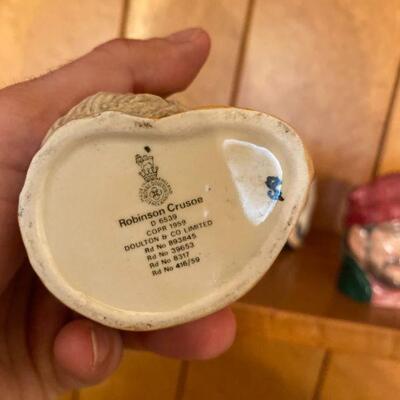 Robinson Crusoe
D 6539
COPR 1959
DOULTON & CO LIMITED
Rd No 893845
Rd No 39653
Rd No 8317
Rd No 416/59